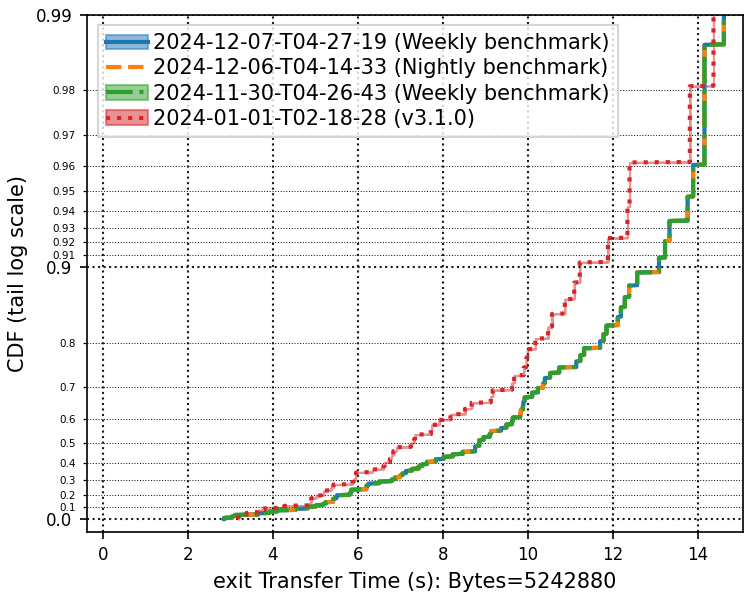 0.99
2024-12-07-T04-27-19 (Weekly benchmark)
2024-12-06-T04-14-33 (Nightly benchmark)
2024-11-30-T04-26-43 (Weekly benchmark)
2024-01-01-T02-18-28 (v3.1.0)
0.98
0.97
0.96
0.95
0.94
0.93
0.92
0.91
0.9
0.8
0.7
0.6
0.5
0.4
0.3
0.2
0.1
0.0
CDF (tail log scale)
0 2 4 6 8 10 12 14
exit Transfer Time (s): Bytes=5242880